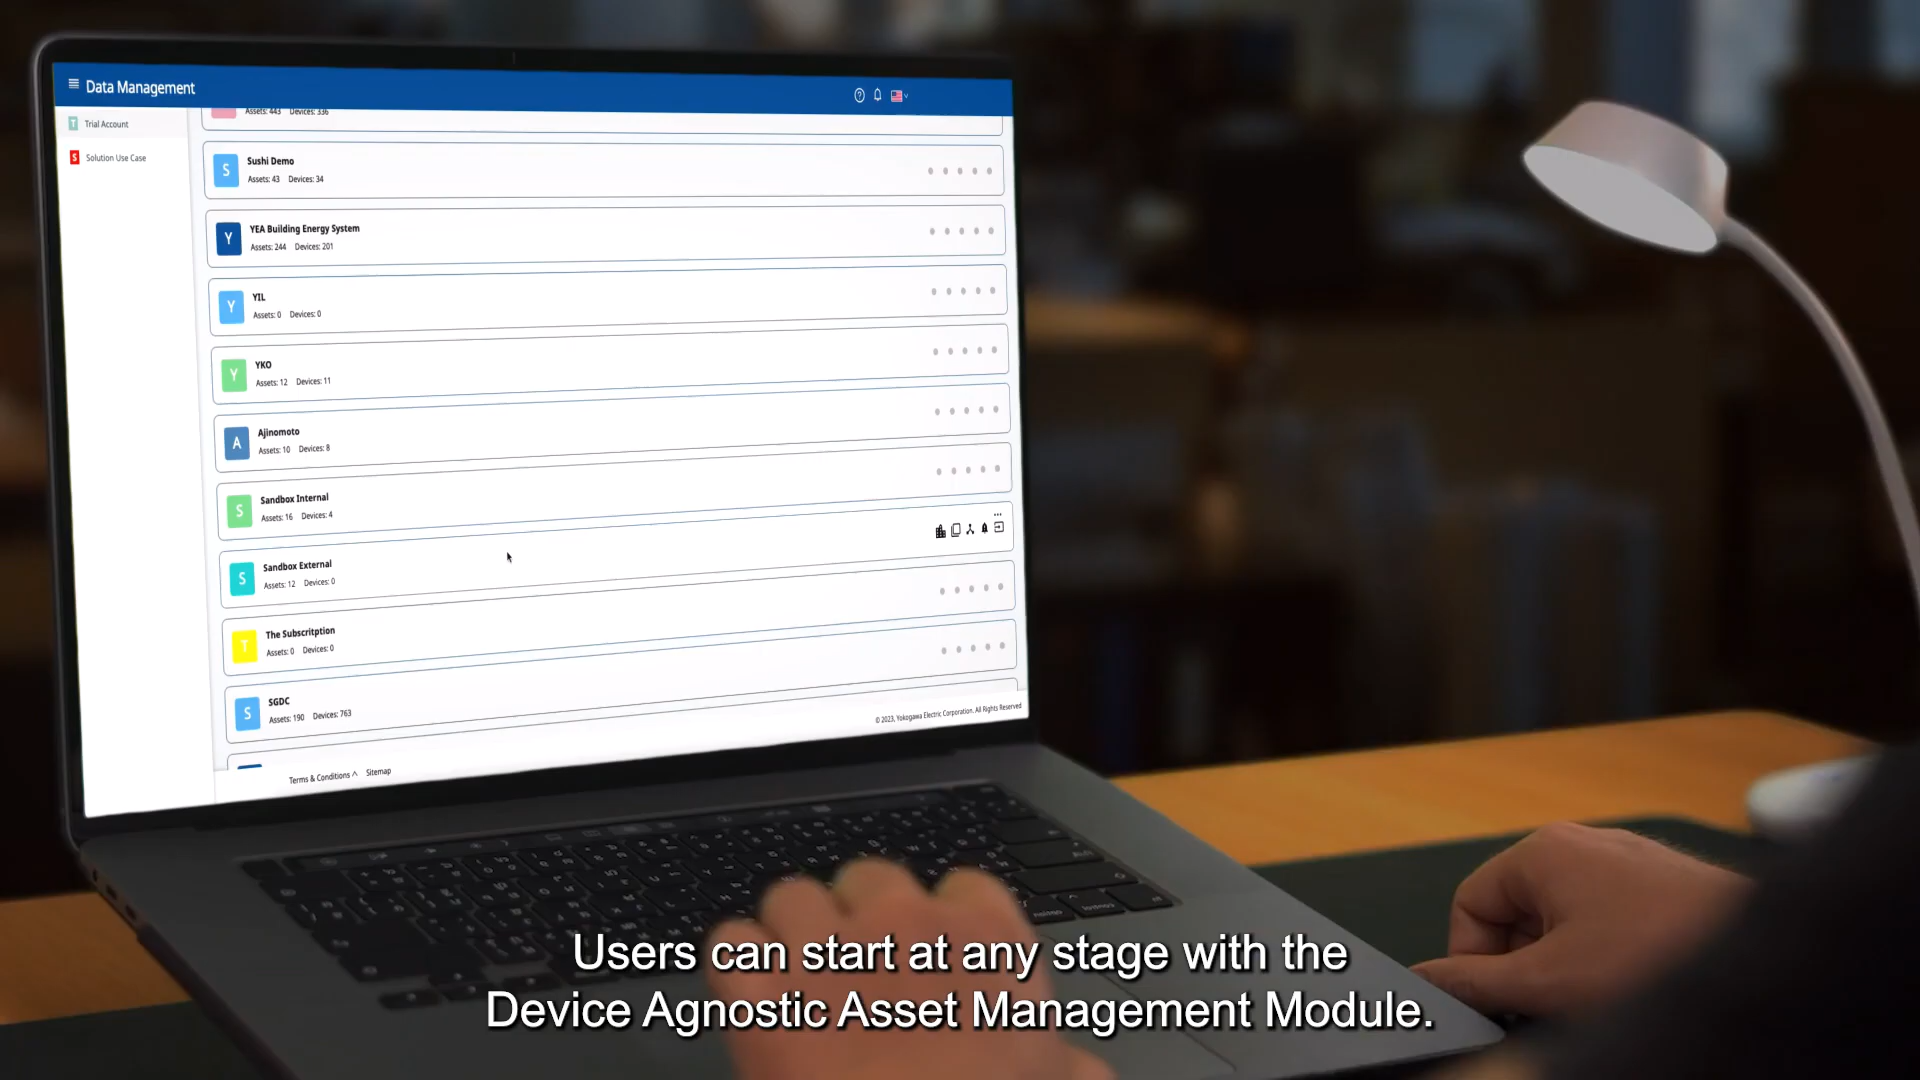 Data Management
T Trial Account
S Solution Use Case
Assets: 443 Devices: 336
S Sushi Demo
Assets: 43 Devices: 34
Y YEA Building Energy System
Assets: 244 Devices: 201
Y YIL
Assets: 0 Devices: 0
Y YKO
Assets: 12 Devices: 11
A Ajinomoto
Assets: 10 Devices: 8
S Sandbox Internal
Assets: 16 Devices: 4
S Sandbox External
Assets: 12 Devices: 0
T The Subscritption
Assets: 0 Devices: 0
S SGDC
Assets: 190 Devices: 763
© 2023, Yokogawa Electric Corporation, All Rights Reserved
Terms & Conditions Sitemap
Users can start at any stage with the
Device Agnostic Asset Management Module.